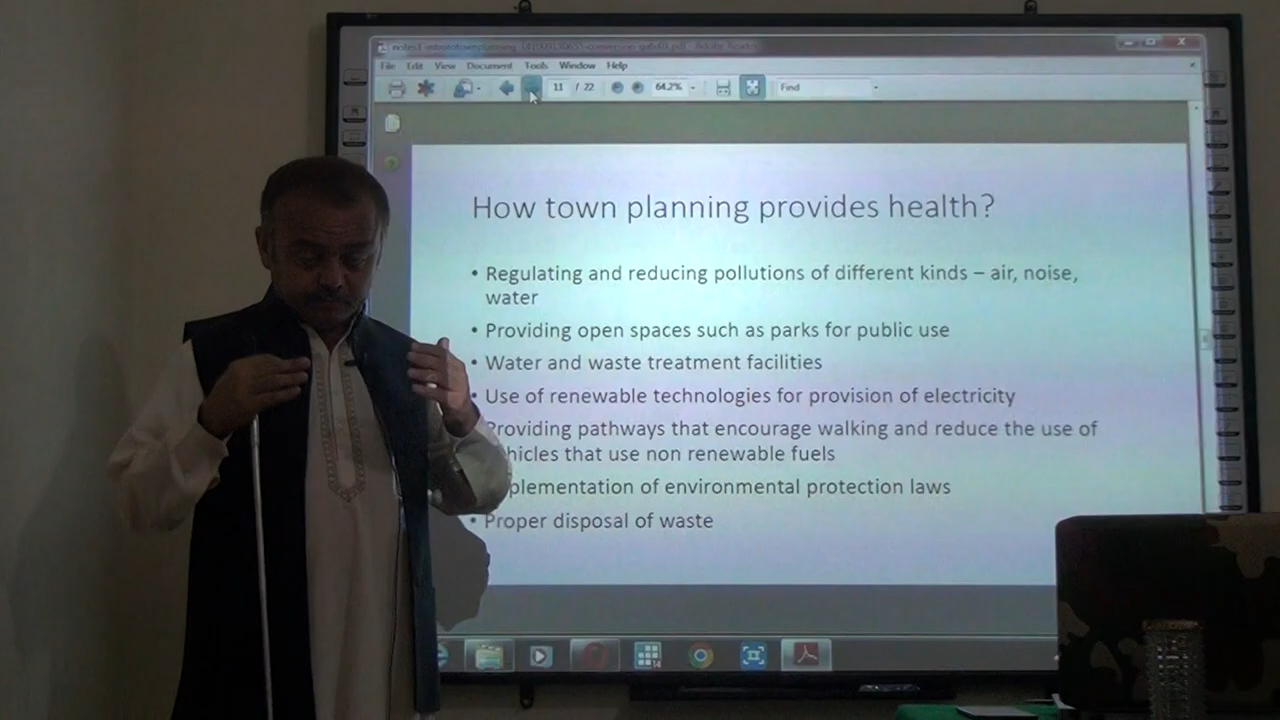 File Edit View Document Tools Window Help
11 / 22 64.2% Find
How town planning provides health?
• Regulating and reducing pollutions of different kinds – air, noise,
water
• Providing open spaces such as parks for public use
• Water and waste treatment facilities
• Use of renewable technologies for provision of electricity
Providing pathways that encourage walking and reduce the use of
hicles that use non renewable fuels
plementation of environmental protection laws
• Proper disposal of waste
14